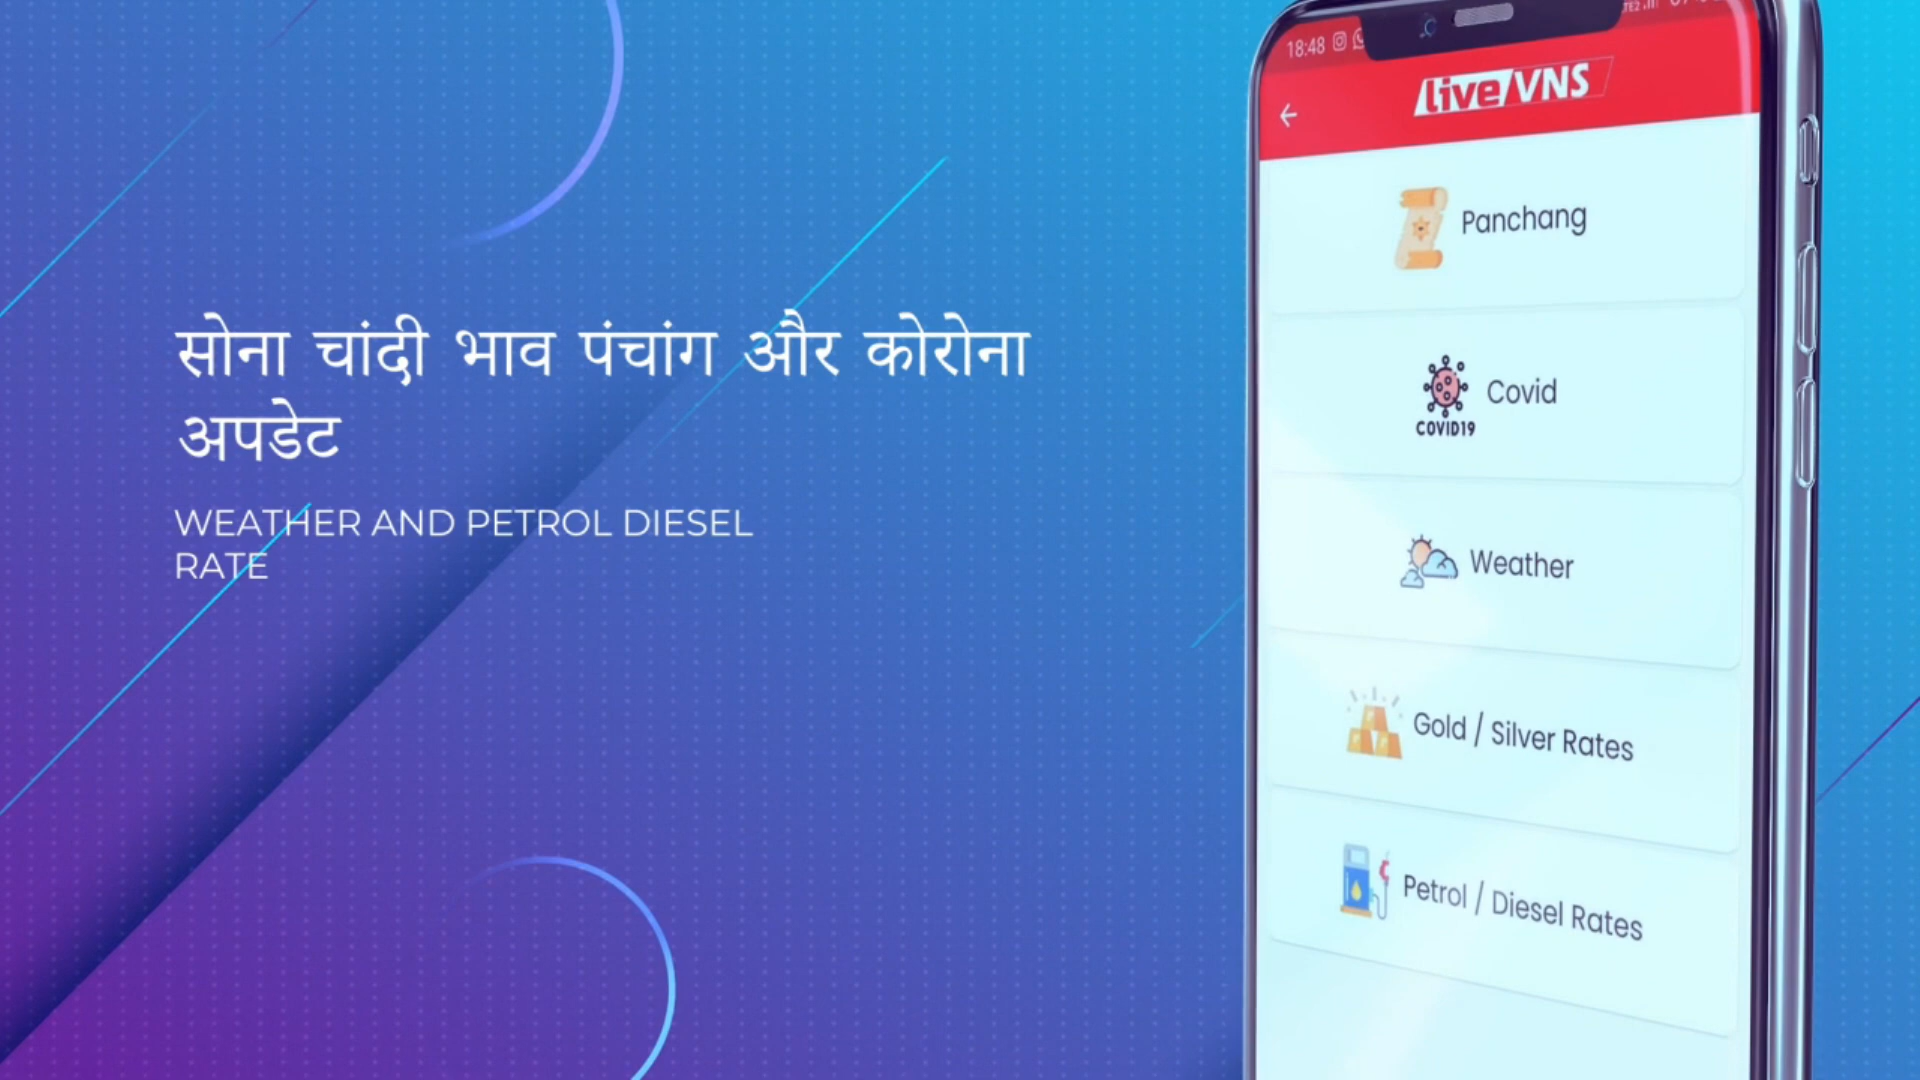 सोना चांदी भाव पंचांग और कोरोना
अपडेट
WEATHER AND PETROL DIESEL
RATE
18:48
live VNS
Panchang
COVID19
Covid
Weather
Gold / Silver Rates
Petrol / Diesel Rates